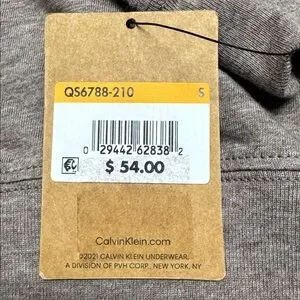 QS6788-210 S
0 29442 62838 2
$ 54.00
CalvinKlein.com
©2021 CALVIN KLEIN UNDERWEAR.
A DIVISION OF PVH CORP., NEW YORK, NY